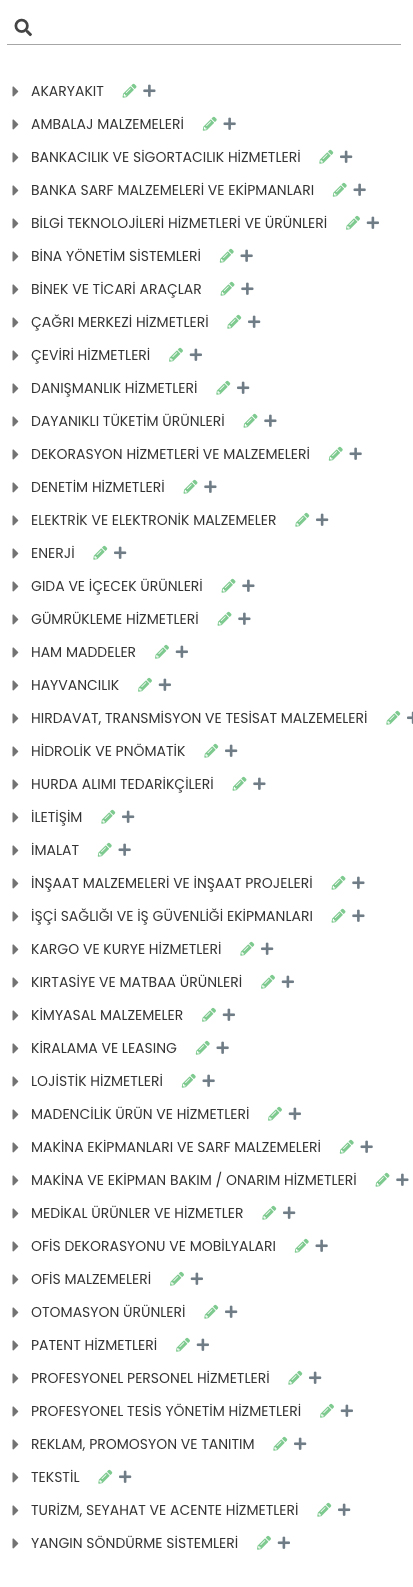 AKARYAKIT
AMBALAJ MALZEMELERİ
BANKACILIK VE SİGORTACILIK HİZMETLERİ
BANKA SARF MALZEMELERİ VE EKİPMANLARI
BİLGİ TEKNOLOJİLERİ HİZMETLERİ VE ÜRÜNLERİ
BİNA YÖNETİM SİSTEMLERİ
BİNEK VE TİCARİ ARAÇLAR
ÇAĞRI MERKEZİ HİZMETLERİ
ÇEVİRİ HİZMETLERİ
DANIŞMANLIK HİZMETLERİ
DAYANIKLI TÜKETİM ÜRÜNLERİ
DEKORASYON HİZMETLERİ VE MALZEMELERİ
DENETİM HİZMETLERİ
ELEKTRİK VE ELEKTRONİK MALZEMELER
ENERJİ
GIDA VE İÇECEK ÜRÜNLERİ
GÜMRÜKLEME HİZMETLERİ
HAM MADDELER
HAYVANCILIK
HIRDAVAT, TRANSMİSYON VE TESİSAT MALZEMELERİ
HİDROLİK VE PNÖMATİK
HURDA ALIMI TEDARİKÇİLERİ
İLETİŞİM
İMALAT
İNŞAAT MALZEMELERİ VE İNŞAAT PROJELERİ
İŞÇİ SAĞLIĞI VE İŞ GÜVENLİĞİ EKİPMANLARI
KARGO VE KURYE HİZMETLERİ
KIRTASİYE VE MATBAA ÜRÜNLERİ
KİMYASAL MALZEMELER
KİRALAMA VE LEASING
LOJİSTİK HİZMETLERİ
MADENCİLİK ÜRÜN VE HİZMETLERİ
MAKİNA EKİPMANLARI VE SARF MALZEMELERİ
MAKİNA VE EKİPMAN BAKIM / ONARIM HİZMETLERİ
MEDİKAL ÜRÜNLER VE HİZMETLER
OFİS DEKORASYONU VE MOBİLYALARI
OFİS MALZEMELERİ
OTOMASYON ÜRÜNLERİ
PATENT HİZMETLERİ
PROFESYONEL PERSONEL HİZMETLERİ
PROFESYONEL TESİS YÖNETİM HİZMETLERİ
REKLAM, PROMOSYON VE TANITIM
TEKSTİL
TURİZM, SEYAHAT VE ACENTE HİZMETLERİ
YANGIN SÖNDÜRME SİSTEMLERİ